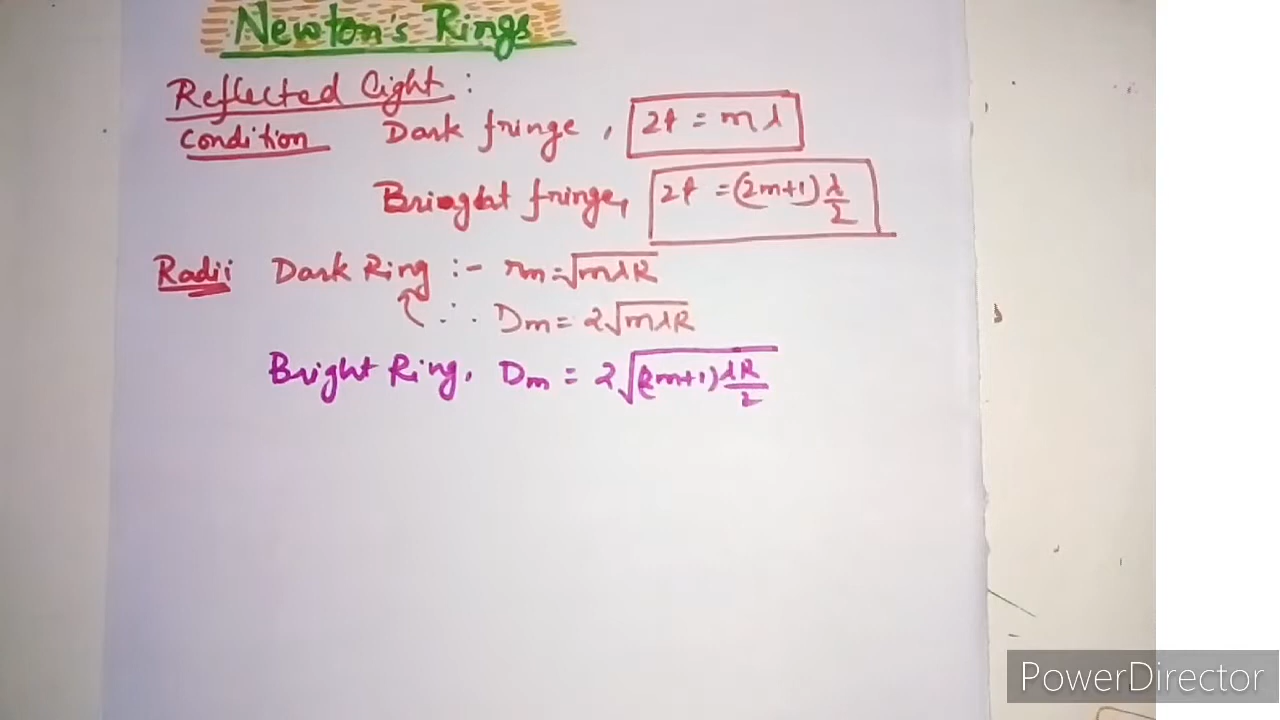 Newton's Rings
Reflected Light :
Condition Dark fringe, 2t = mλ
Bright fringe, 2t = (2m+1) λ/2
Radii Dark Ring :- rm = √mλR
∴ Dm = 2√mλR
Bright Ring, Dm = 2√(2m+1) λR/2
PowerDirector